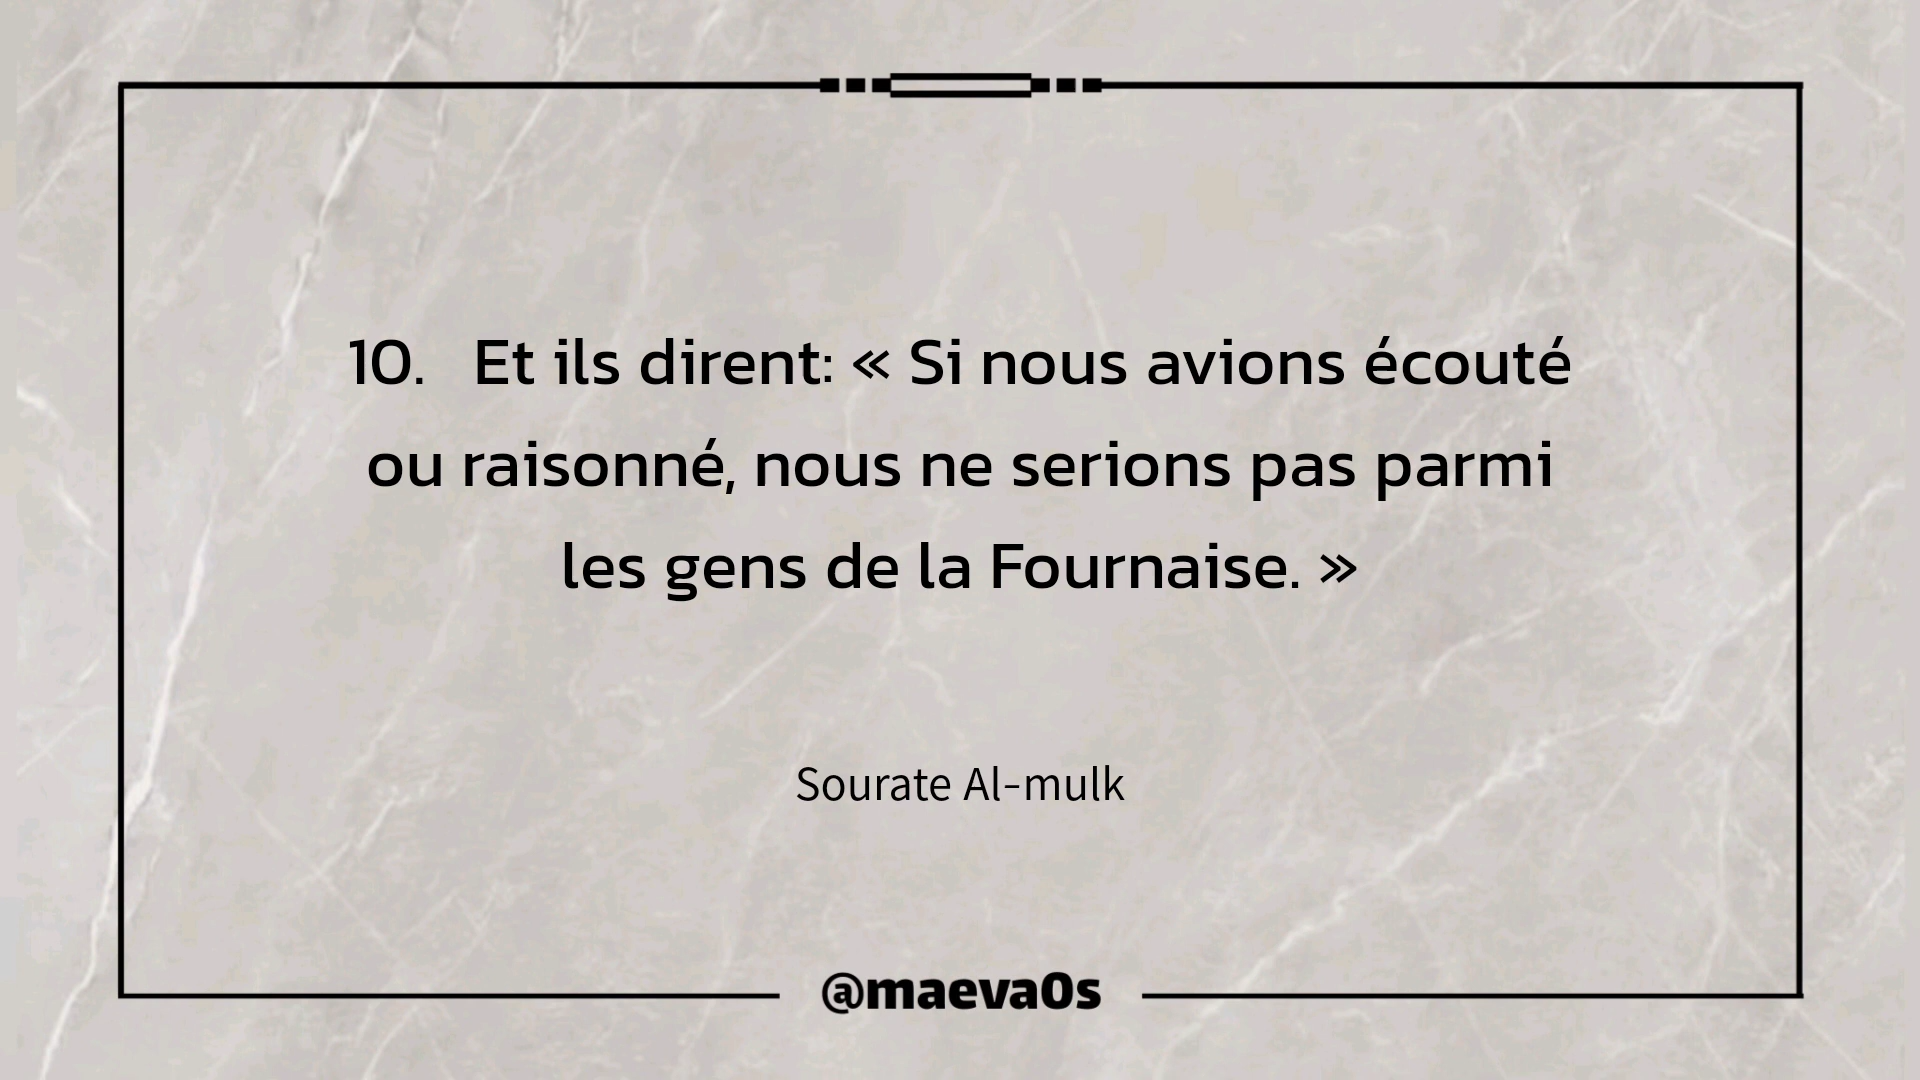 10. Et ils dirent: « Si nous avions écouté
ou raisonné, nous ne serions pas parmi
les gens de la Fournaise. »
Sourate Al-mulk
@maeva0s